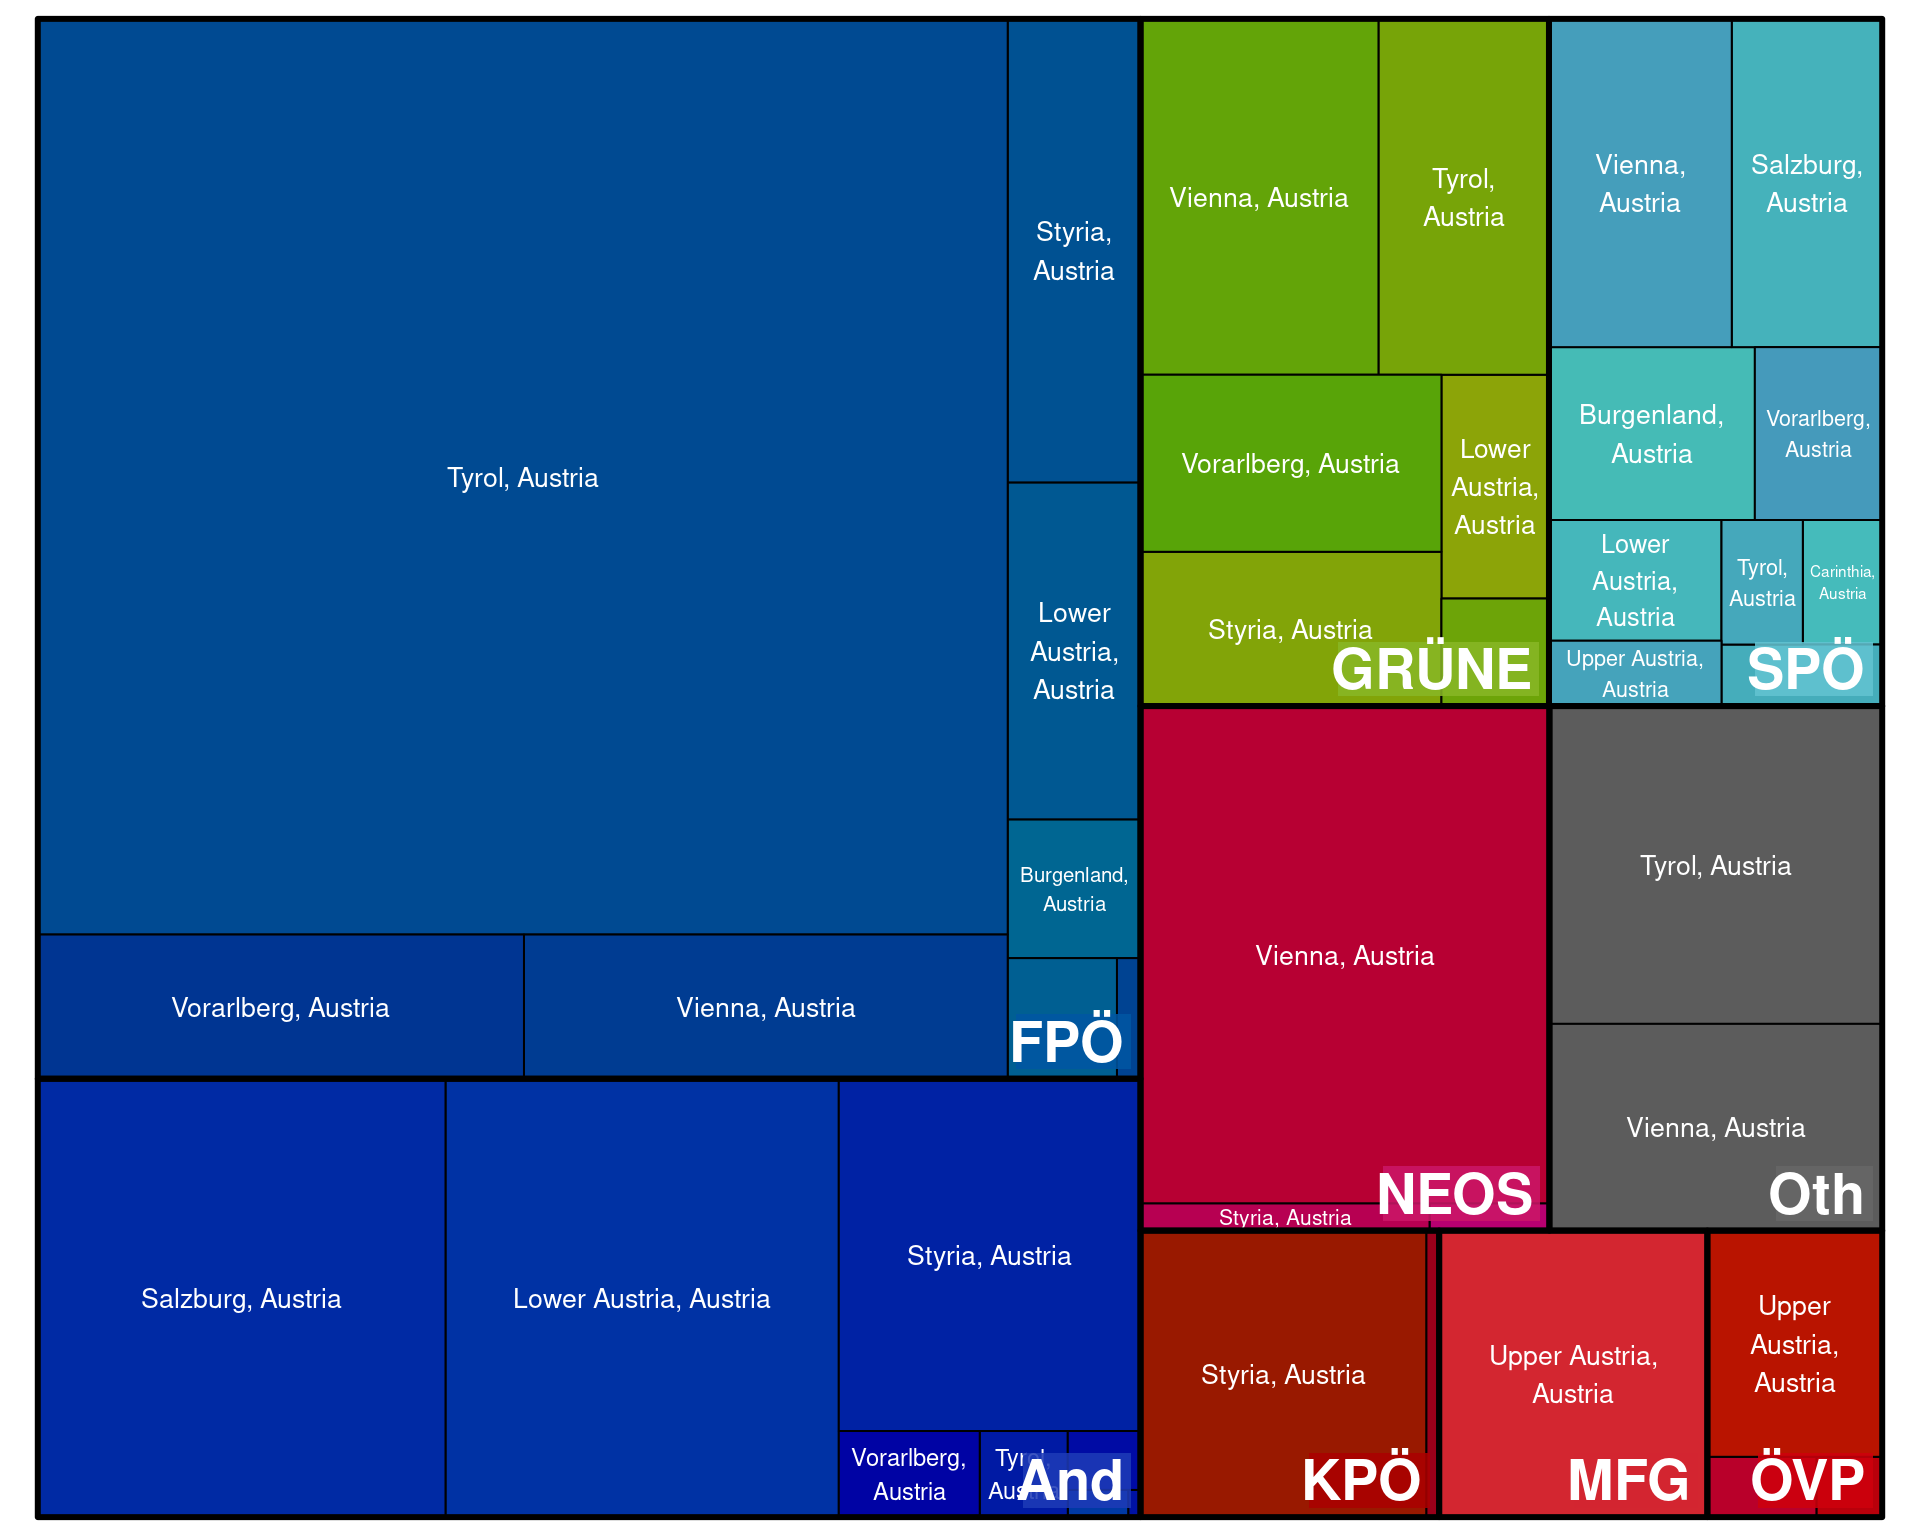 Tyrol, Austria
Styria,
Austria
Lower
Austria,
Austria
Burgenland,
Austria
Vorarlberg, Austria
Vienna, Austria
FPÖ
Salzburg, Austria
Lower Austria, Austria
Styria, Austria
Vorarlberg,
Austria
Tyrol,
Austria
And
Vienna, Austria
Tyrol,
Austria
Vorarlberg, Austria
Lower
Austria,
Austria
Styria, Austria
GRÜNE
Vienna,
Austria
Salzburg,
Austria
Burgenland,
Austria
Vorarlberg,
Austria
Lower
Austria,
Austria
Tyrol,
Austria
Carinthia,
Austria
Upper Austria,
Austria
SPÖ
Vienna, Austria
Styria, Austria
NEOS
Tyrol, Austria
Vienna, Austria
Oth
Styria, Austria
KPÖ
Upper Austria,
Austria
MFG
Upper
Austria,
Austria
ÖVP